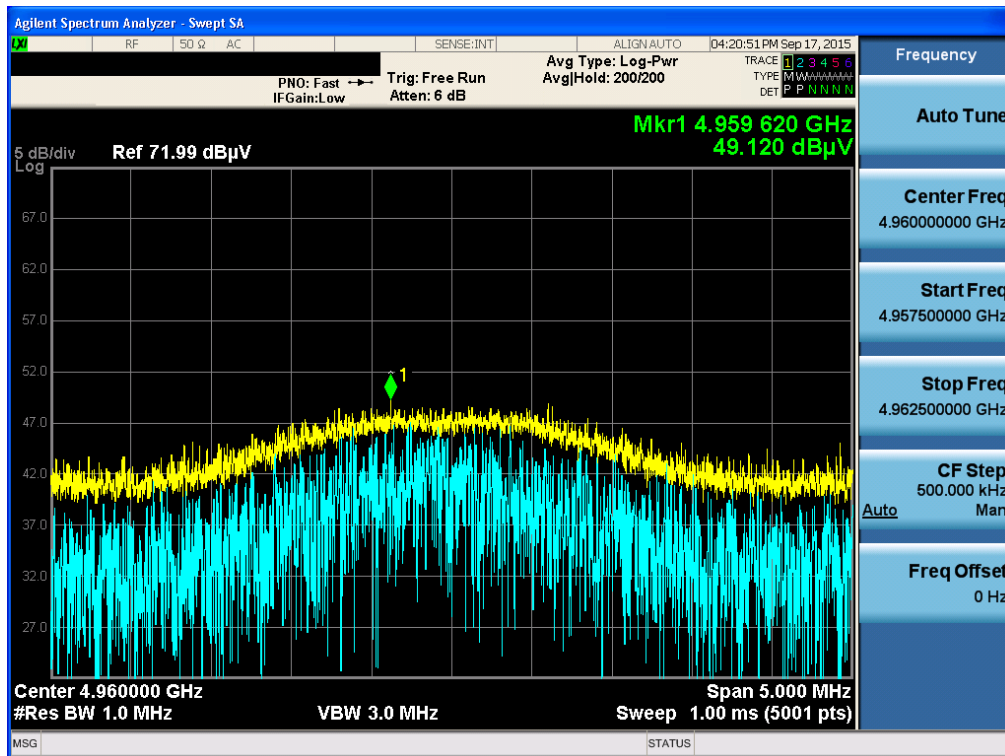 Agilent Spectrum Analyzer - Swept SA
LXI RF 50 Ω AC SENSE:INT ALIGN AUTO 04:20:51 PM Sep 17, 2015
PNO: Fast
IFGain:Low
Trig: Free Run
Atten: 6 dB
Avg Type: Log-Pwr
Avg|Hold: 200/200
TRACE 1 2 3 4 5 6
TYPE M W W W W W
DET P P N N N N
Mkr1 4.959 620 GHz
49.120 dBµV
5 dB/div Ref 71.99 dBµV
Log
67.0
62.0
57.0
52.0
47.0
42.0
37.0
32.0
27.0
1
Center 4.960000 GHz Span 5.000 MHz
#Res BW 1.0 MHz VBW 3.0 MHz Sweep 1.00 ms (5001 pts)
MSG STATUS
Frequency
Auto Tune
Center Freq
4.960000000 GHz
Start Freq
4.957500000 GHz
Stop Freq
4.962500000 GHz
CF Step
500.000 kHz
Auto Man
Freq Offset
0 Hz